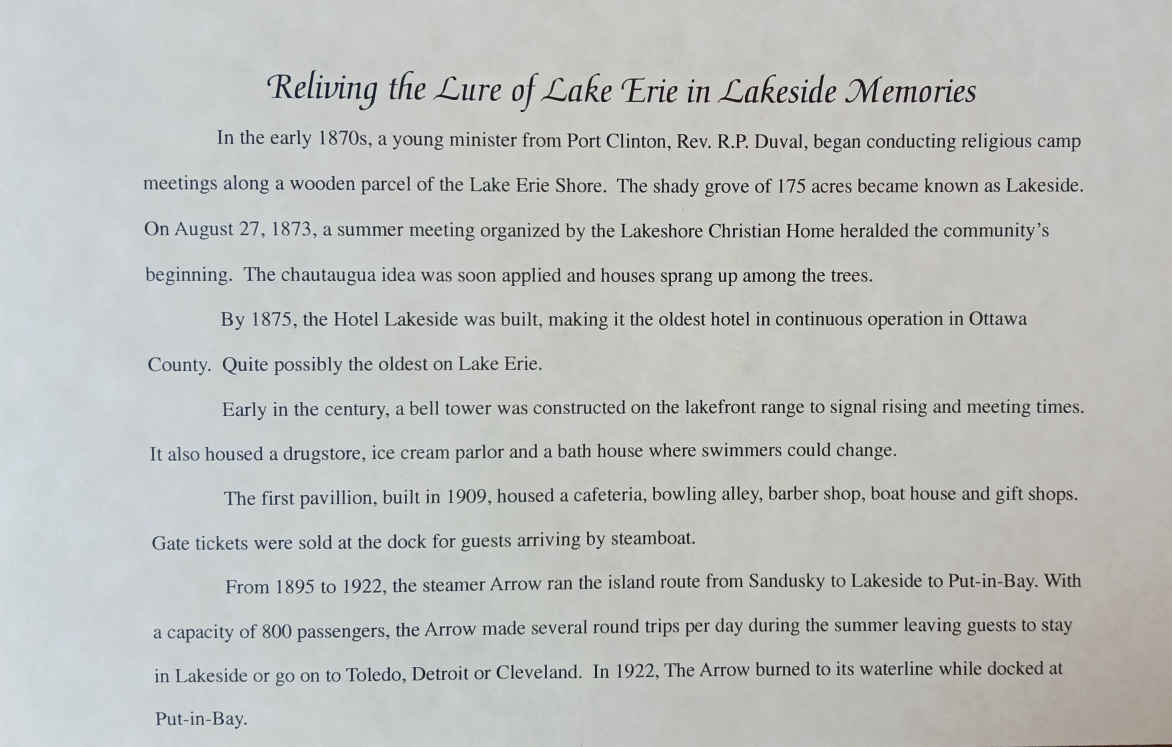 Reliving the Lure of Lake Erie in Lakeside Memories
In the early 1870s, a young minister from Port Clinton, Rev. R.P. Duval, began conducting religious camp
meetings along a wooden parcel of the Lake Erie Shore. The shady grove of 175 acres became known as Lakeside.
On August 27, 1873, a summer meeting organized by the Lakeshore Christian Home heralded the community's
beginning. The chautaugua idea was soon applied and houses sprang up among the trees.
By 1875, the Hotel Lakeside was built, making it the oldest hotel in continuous operation in Ottawa
County. Quite possibly the oldest on Lake Erie.
Early in the century, a bell tower was constructed on the lakefront range to signal rising and meeting times.
It also housed a drugstore, ice cream parlor and a bath house where swimmers could change.
The first pavillion, built in 1909, housed a cafeteria, bowling alley, barber shop, boat house and gift shops.
Gate tickets were sold at the dock for guests arriving by steamboat.
From 1895 to 1922, the steamer Arrow ran the island route from Sandusky to Lakeside to Put-in-Bay. With
a capacity of 800 passengers, the Arrow made several round trips per day during the summer leaving guests to stay
in Lakeside or go on to Toledo, Detroit or Cleveland. In 1922, The Arrow burned to its waterline while docked at
Put-in-Bay.